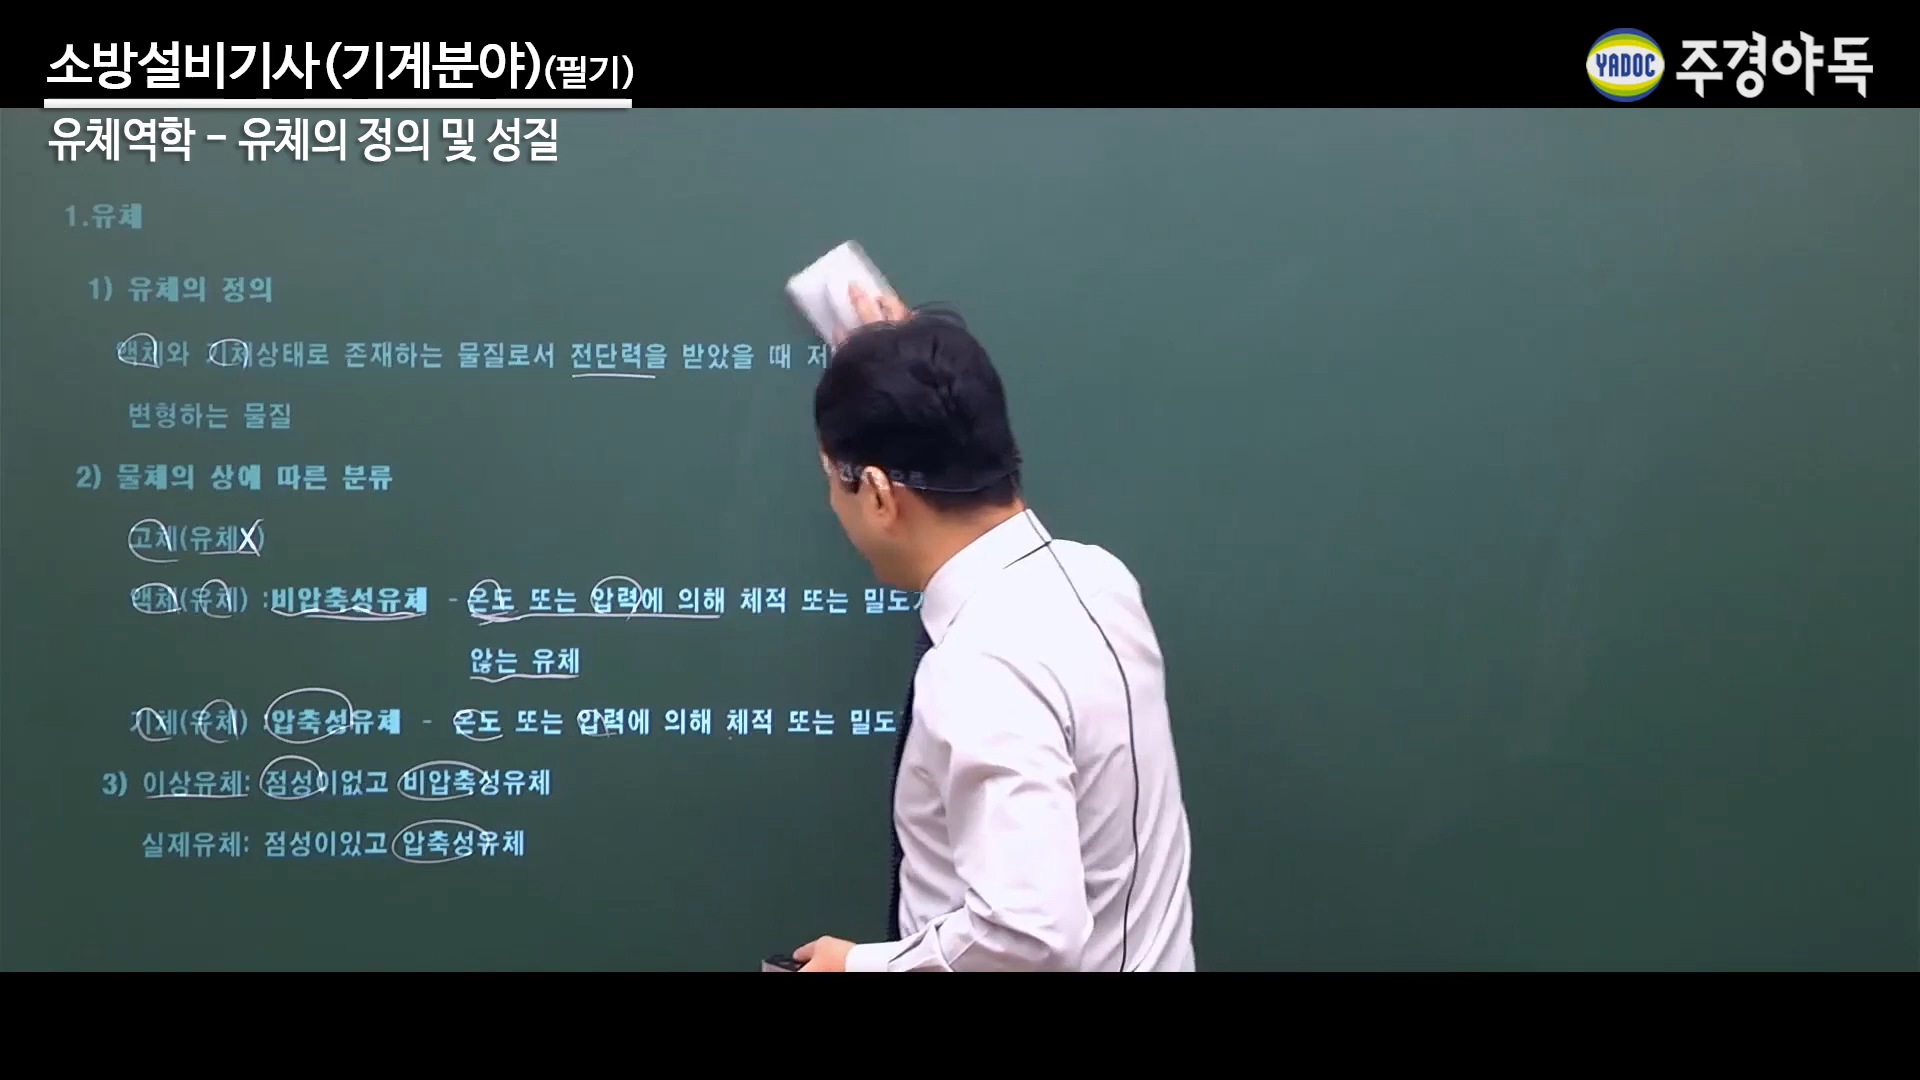 소방설비기사(기계분야)(필기)
YADOC 주경야독
유체역학 - 유체의 정의 및 성질
1.유체
1) 유체의 정의
액체와 기체상태로 존재하는 물질로서 전단력을 받았을 때 저
변형하는 물질
2) 물체의 상에 따른 분류
고체(유체X)
액체(유체) :비압축성유체 - 온도 또는 압력에 의해 체적 또는 밀도가
않는 유체
기체(유체) :압축성유체 - 온도 또는 압력에 의해 체적 또는 밀도
3) 이상유체: 점성이없고 비압축성유체
실제유체: 점성이있고 압축성유체